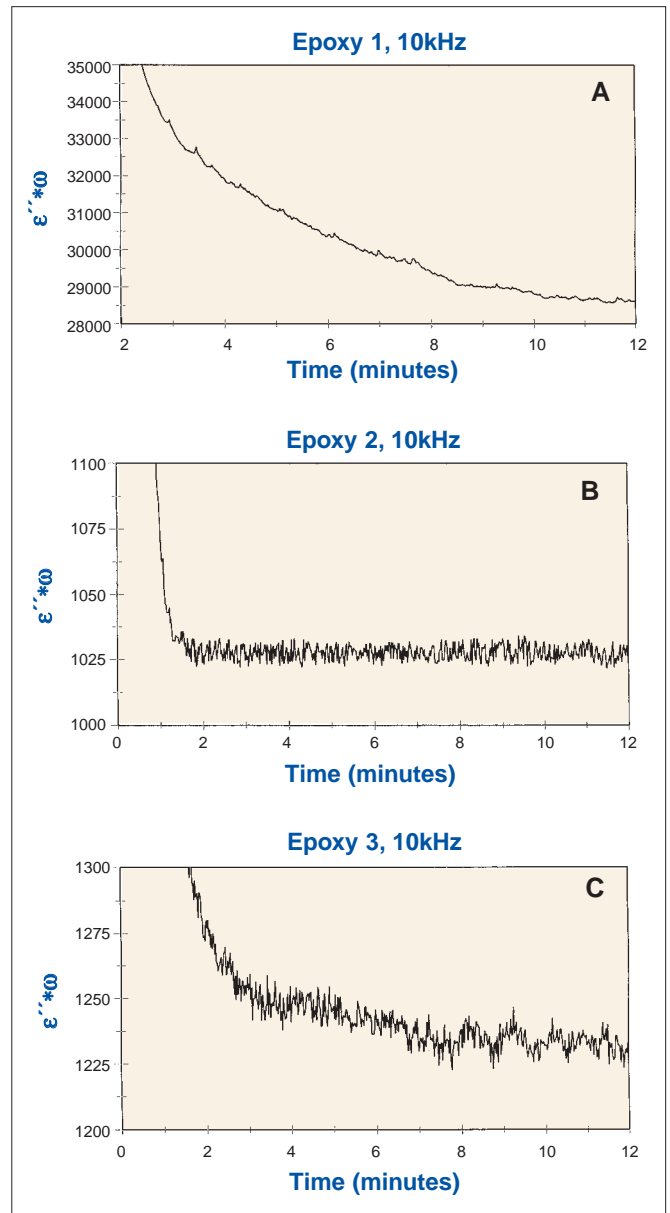 Epoxy 1, 10kHz
A
35000
34000
33000
32000
31000
30000
29000
28000
ε´´*ω
2 4 6 8 10 12
Time (minutes)
Epoxy 2, 10kHz
B
1100
1075
1050
1025
1000
ε´´*ω
0 2 4 6 8 10 12
Time (minutes)
Epoxy 3, 10kHz
C
1300
1275
1250
1225
1200
ε´´*ω
0 2 4 6 8 10 12
Time (minutes)